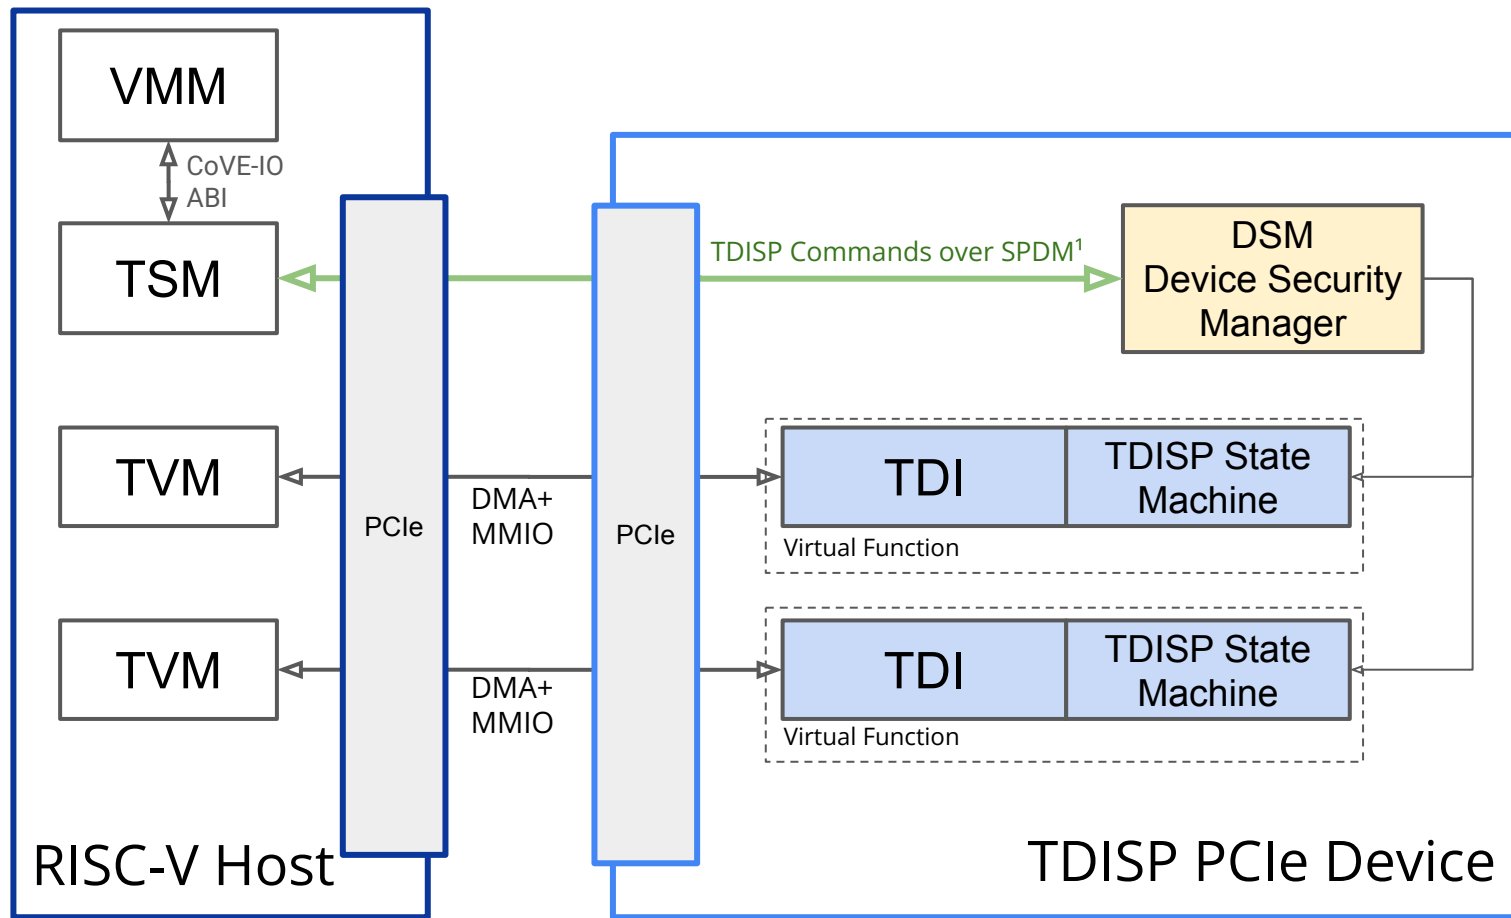 VMM
CoVE-IO
ABI
TSM
TDISP Commands over SPDM¹
DSM
Device Security
Manager
TVM
PCIe
DMA+
MMIO
PCIe
TDI
TDISP State
Machine
Virtual Function
TVM
DMA+
MMIO
TDI
TDISP State
Machine
Virtual Function
RISC-V Host
TDISP PCIe Device